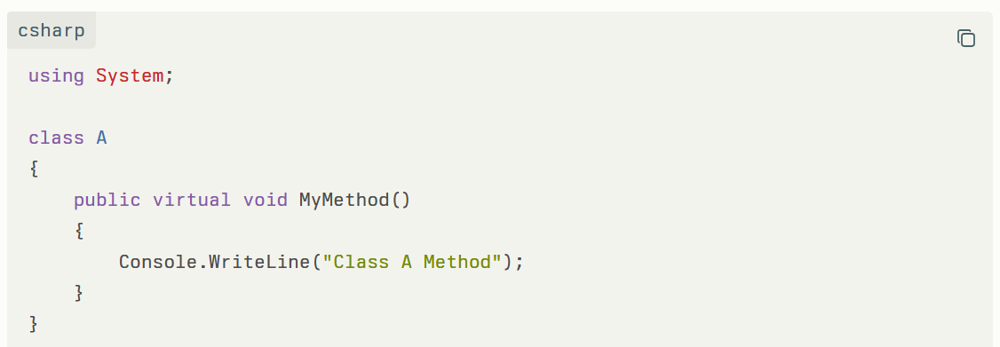 csharp
using System;
class A
{
    public virtual void MyMethod()
    {
        Console.WriteLine("Class A Method");
    }
}